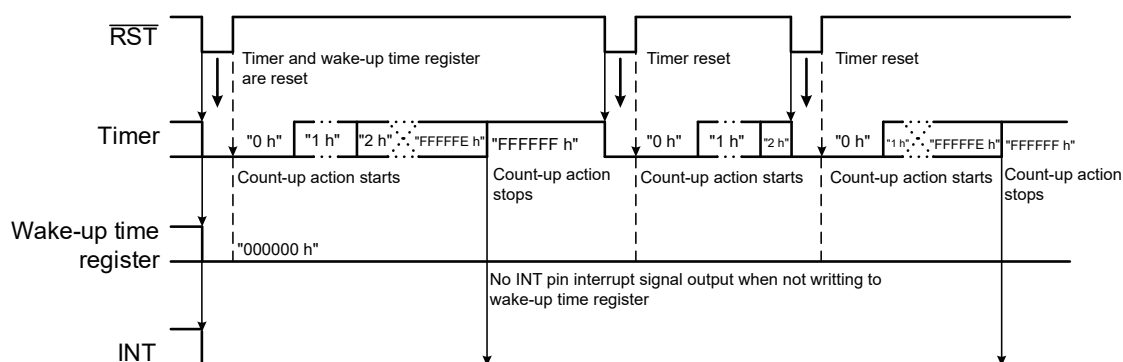 RST
Timer and wake-up time register
are reset
Timer reset
Timer reset
Timer
"0 h"
"1 h"
"2 h"
"FFFFFE h"
"FFFFFF h"
"0 h"
"1 h"
"2 h"
"0 h"
"1 h"
"FFFFFE h"
"FFFFFF h"
Count-up action starts
Count-up action
stops
Count-up action starts
Count-up action starts
Count-up action
stops
Wake-up time
register
"000000 h"
No INT pin interrupt signal output when not writting to
wake-up time register
INT